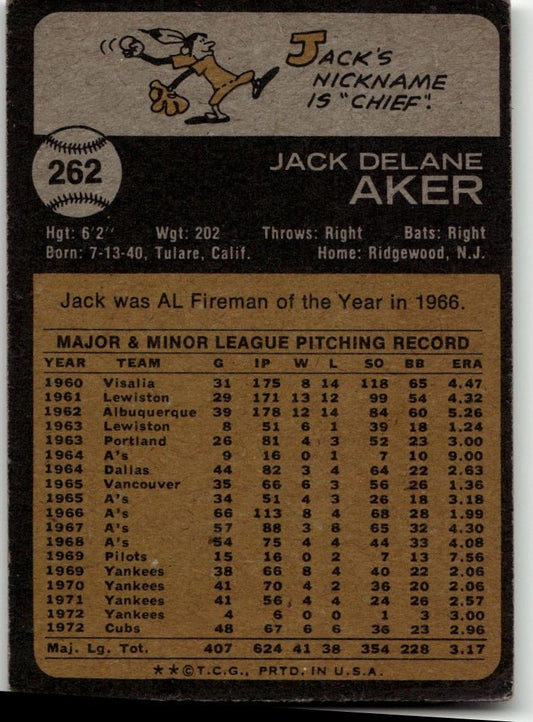 JACK'S
NICKNAME
IS "CHIEF".
262
JACK DELANE
AKER
Hgt: 6'2" Wgt: 202 Throws: Right Bats: Right
Born: 7-13-40, Tulare, Calif. Home: Ridgewood, N.J.
Jack was AL Fireman of the Year in 1966.
MAJOR & MINOR LEAGUE PITCHING RECORD
YEAR TEAM G IP W L SO BB ERA
1960 Visalia 31 175 8 14 118 65 4.47
1961 Lewiston 29 171 13 12 99 54 4.32
1962 Albuquerque 39 178 12 14 84 60 5.26
1963 Lewiston 8 51 6 1 39 18 1.24
1963 Portland 26 81 4 3 52 23 3.00
1964 A's 9 16 0 1 7 10 9.00
1964 Dallas 44 82 3 4 64 22 2.63
1965 Vancouver 35 66 6 3 56 26 1.36
1965 A's 34 51 4 3 26 18 3.18
1966 A's 66 113 8 4 68 28 1.99
1967 A's 57 88 3 8 65 32 4.30
1968 A's 54 75 4 4 44 33 4.08
1969 Pilots 15 16 0 2 7 13 7.56
1969 Yankees 38 66 8 4 40 22 2.06
1970 Yankees 41 70 4 2 36 20 2.06
1971 Yankees 41 56 4 4 24 26 2.57
1972 Yankees 4 6 0 0 1 3 3.00
1972 Cubs 48 67 6 6 36 23 2.96
Maj. Lg. Tot. 407 624 41 38 354 228 3.17
**©T.C.G., PRTD. IN U.S.A.